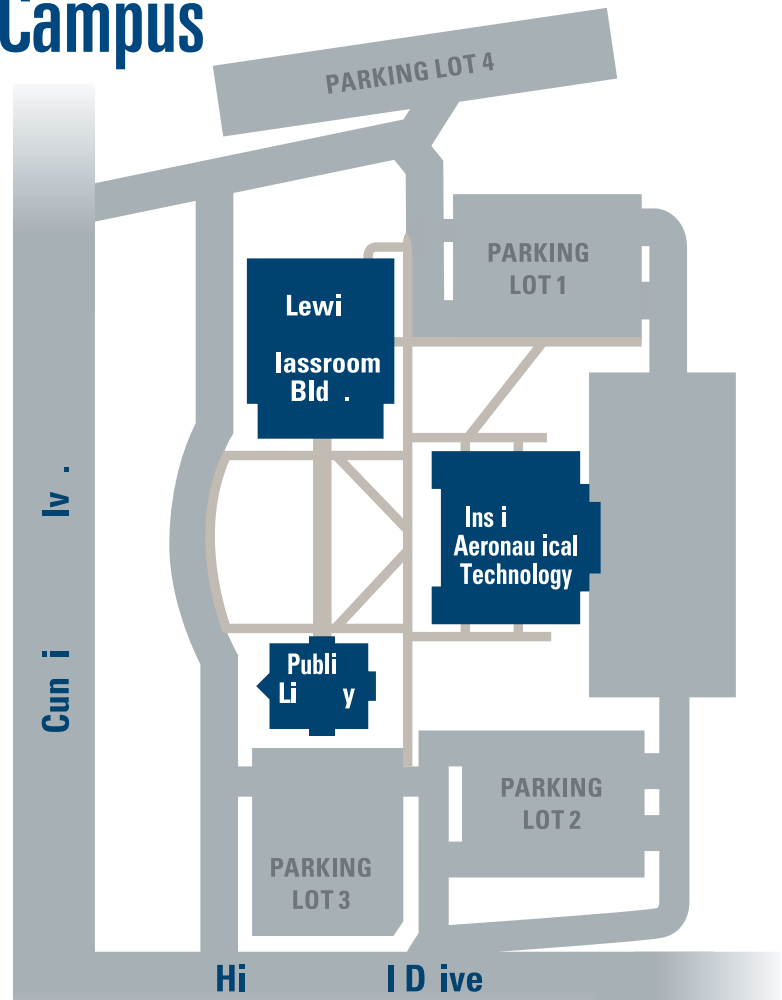 Campus
PARKING LOT 4
PARKING
LOT 1
Lewi
lassroom
Bld .
Iv .
Ins i
Aeronau ical
Technology
Publi
Li y
Cun i
PARKING
LOT 2
PARKING
LOT 3
Hi I D ive